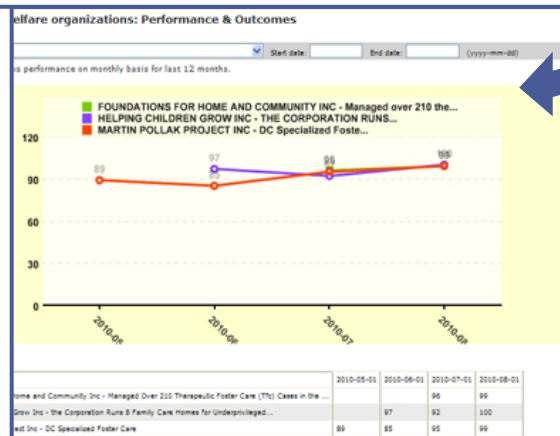 elfare organizations: Performance & Outcomes
Start date: End date: (yyyy-mm-dd)
s performance on monthly basis for last 12 months.
FOUNDATIONS FOR HOME AND COMMUNITY INC - Managed over 210 the...
HELPING CHILDREN GROW INC - THE CORPORATION RUNS...
MARTIN POLLAK PROJECT INC - DC Specialized Foste...
120
90
60
30
0
89
97
85
2010-05
2010-06
2010-07
2010-08
2010-05-01 2010-06-01 2010-07-01 2010-08-01
ome and Community Inc - Managed Over 210 Therapeutic Foster Care (Tfc) Cases in the ... 96 99
Grow Inc - the Corporation Runs 8 Family Care Homes for Underprivileged... 97 92 100
ect Inc - DC Specialized Foster Care 89 85 95 99